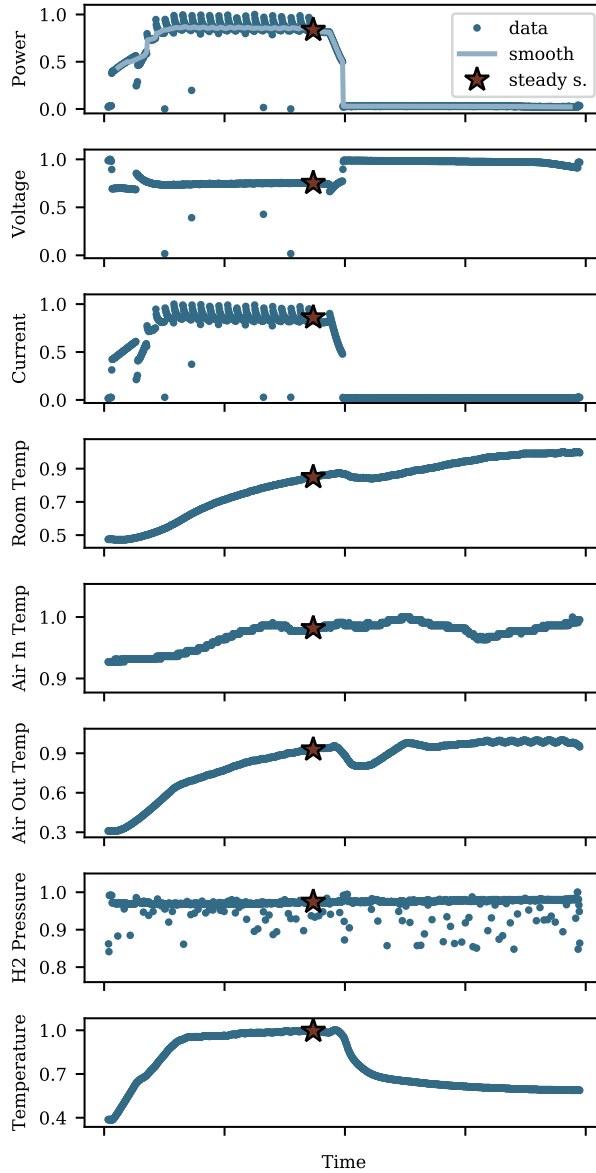 Power
1.0
0.5
0.0
data
smooth
steady s.
Voltage
1.0
0.5
0.0
Current
1.0
0.5
0.0
Room Temp
0.9
0.7
0.5
Air In Temp
1.0
0.9
Air Out Temp
0.9
0.6
0.3
H2 Pressure
1.0
0.9
0.8
Temperature
1.0
0.7
0.4
Time